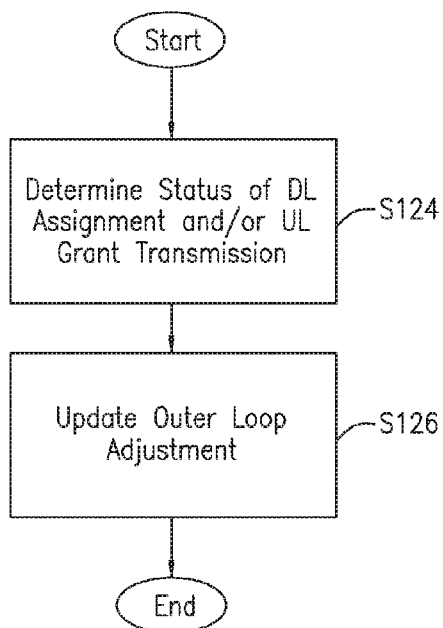 Start
Determine Status of DL
Assignment and/or UL
Grant Transmission
S124
Update Outer Loop
Adjustment
S126
End